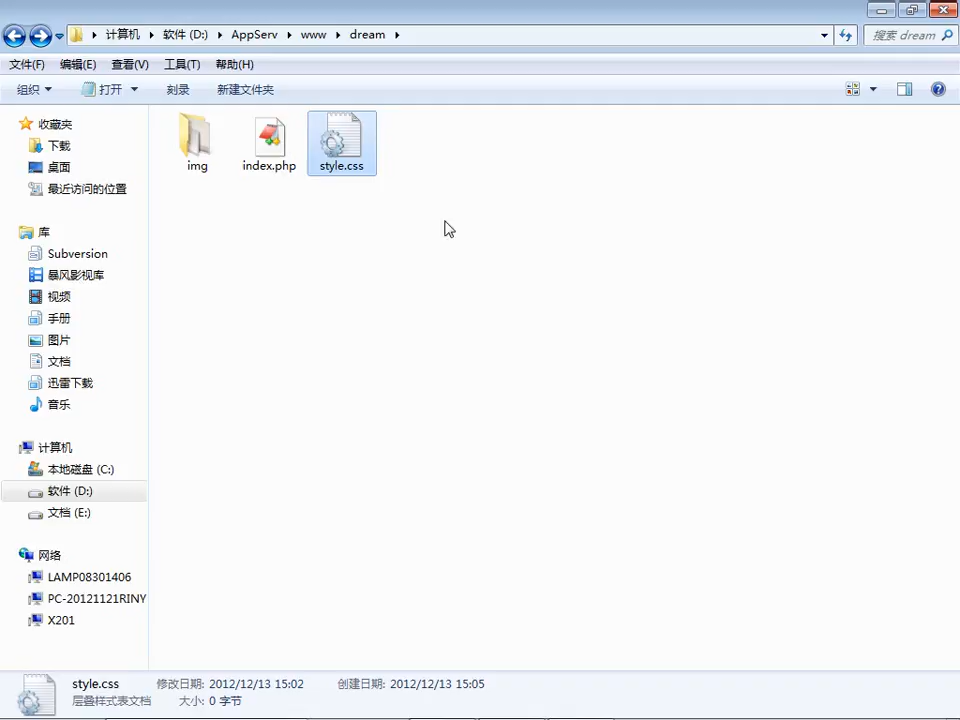 计算机 软件 (D:) AppServ www dream 搜索 dream
文件(F) 编辑(E) 查看(V) 工具(T) 帮助(H)
组织 打开 刻录 新建文件夹
收藏夹
下载
桌面
最近访问的位置
库
Subversion
暴风影视库
视频
手册
图片
文档
迅雷下载
音乐
计算机
本地磁盘 (C:)
软件 (D:)
文档 (E:)
网络
LAMP08301406
PC-20121121RINY
X201
img index.php style.css
style.css 修改日期: 2012/12/13 15:02 创建日期: 2012/12/13 15:05
层叠样式表文档 大小: 0 字节